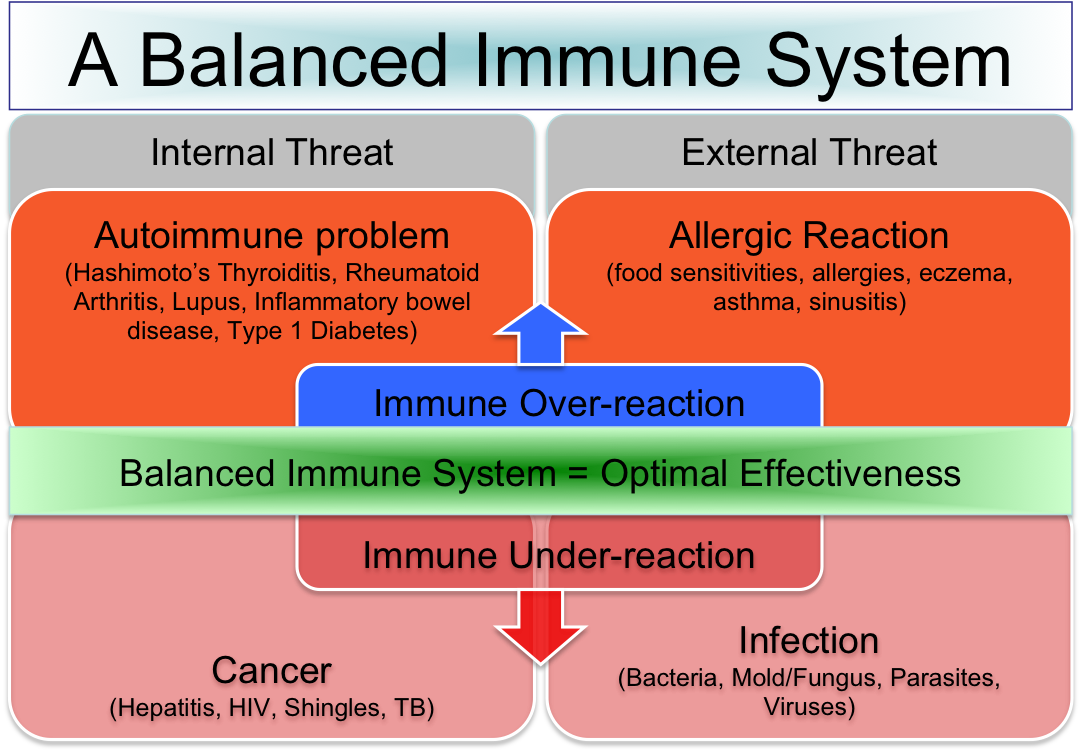 A Balanced Immune System
Internal Threat
External Threat
Autoimmune problem
(Hashimoto’s Thyroiditis, Rheumatoid
Arthritis, Lupus, Inflammatory bowel
disease, Type 1 Diabetes)
Allergic Reaction
(food sensitivities, allergies, eczema,
asthma, sinusitis)
Immune Over-reaction
Balanced Immune System = Optimal Effectiveness
Immune Under-reaction
Cancer
(Hepatitis, HIV, Shingles, TB)
Infection
(Bacteria, Mold/Fungus, Parasites,
Viruses)